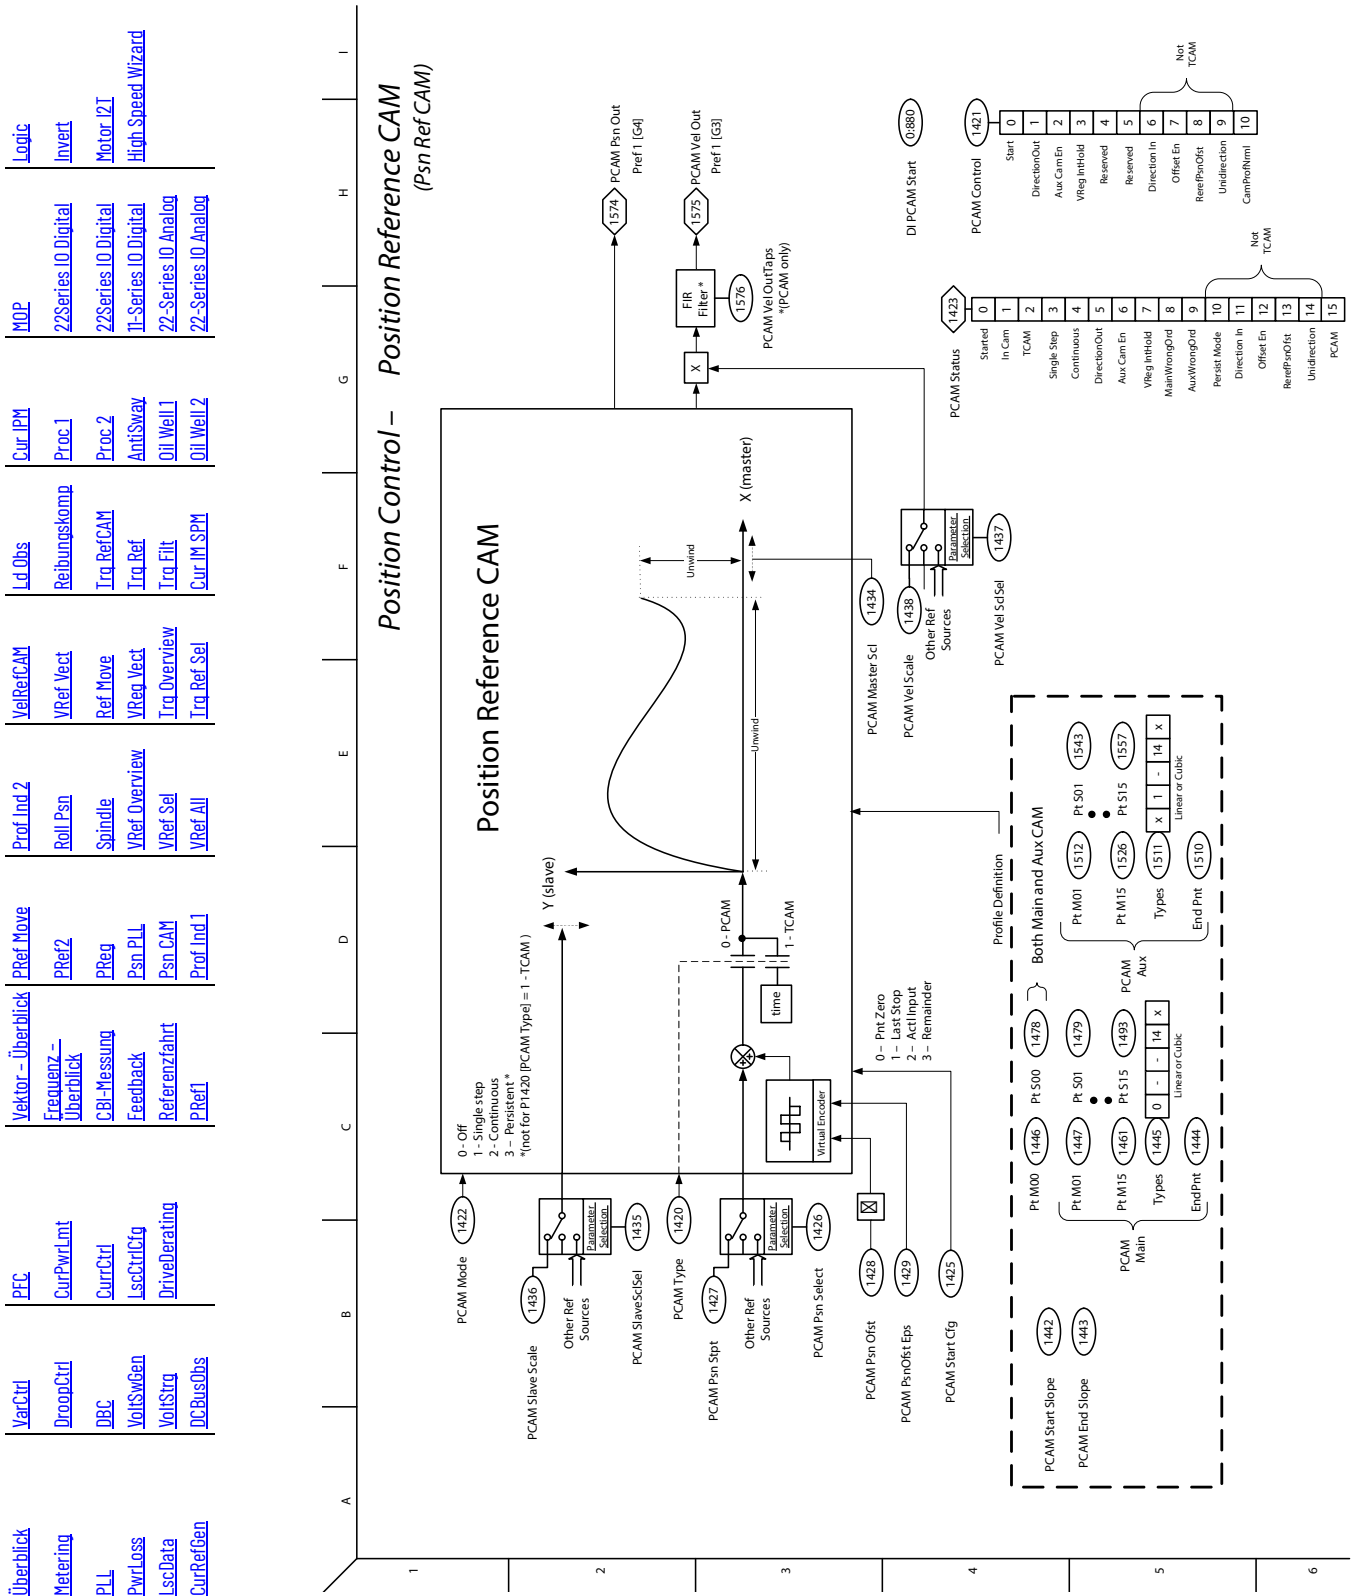 Überblick
Metering
PLL
PwrLoss
LscData
CurRefGen
VarCtrl
DroopCtrl
DBC
VoltSwGen
VoltStrg
DCBusObs
PFC
CurPwrLmt
CurrCtrl
LscCtrlCfg
DriveDerating
Vektor – Überblick
Frequenz –
Überblick
CBI-Messung
Feedback
Referenzfahrt
PRef1
PRef Move
PRef2
PReg
Psn PLL
Psn CAM
Prof Ind 1
Prof Ind 2
Roll Psn
Spindle
VRef Overview
VRef Sel
VRef All
VelRefCAM
VRef Vect
Ref Move
VReg Vect
Trq Overview
Trq Ref Sel
Ld Obs
Reibungskomp
Trq RefCAM
Trq Ref
Trq Filt
Cur IM SPM
Cur IPM
Proc 1
Proc 2
AntiSway
Oil Well 1
Oil Well 2
MOP
22Series IO Digital
22Series IO Digital
11-Series IO Digital
22-Series IO Analog
22-Series IO Analog
Logic
Invert
Motor I2T
High Speed Wizard
A
B
C
D
E
F
G
H
I
1
2
3
4
5
6
Position Control – Position Reference CAM
(Psn Ref CAM)
Position Reference CAM
PCAM Mode
1422
0 - Off
1 - Single step
2 - Continuous
3 – Persistent *
*(not for P1420 [PCAM Type] = 1 - TCAM )
PCAM Slave Scale
1436
Other Ref
Sources
Parameter
Selection
PCAM SlaveSclSel
1435
Y (slave)
PCAM Type
1420
PCAM Psn Stpt
1427
Other Ref
Sources
Parameter
Selection
PCAM Psn Select
1426
0 - PCAM
1 - TCAM
time
Virtual Encoder
Unwind
Unwind
X (master)
PCAM Psn Ofst
1428
PCAM PsnOfst Eps
1429
PCAM Start Cfg
1425
0 – Pnt Zero
1 – Last Stop
2 – Actl Input
3 – Remainder
PCAM Master Scl
1434
PCAM Vel Scale
1438
Other Ref
Sources
Parameter
Selection
PCAM Vel SclSel
1437
X
FIR
Filter *
1576
PCAM Vel OutTaps
*(PCAM only)
1574
PCAM Psn Out
Pref 1 [G4]
1575
PCAM Vel Out
Pref 1 [G3]
DI PCAM Start
0:880
PCAM Control
1421
Start 0
DirectionOut 1
Aux Cam En 2
VReg IntHold 3
Reserved 4
Reserved 5
Direction In 6
Offset En 7
RerefPsnOfst 8
Unidirection 9
CamProfNrml 10
Not
TCAM
PCAM Status
1423
Started 0
In Cam 1
TCAM 2
Single Step 3
Continuous 4
DirectionOut 5
Aux Cam En 6
VReg IntHold 7
MainWrongOrd 8
AuxWrongOrd 9
Persist Mode 10
Direction In 11
Offset En 12
RerefPsnOfst 13
Unidirection 14
PCAM 15
Not
TCAM
Profile Definition
PCAM Start Slope
1442
PCAM End Slope
1443
Pt M00 1446 Pt S00 1478
Both Main and Aux CAM
PCAM
Main
Pt M01 1447 Pt S01 1479
Pt M15 1461 Pt S15 1493
Types 1445 0 - - 14 x
Linear or Cubic
EndPnt 1444
PCAM
Aux
Pt M01 1512 Pt S01 1543
Pt M15 1526 Pt S15 1557
Types 1511 x 1 - 14 x
Linear or Cubic
End Pnt 1510